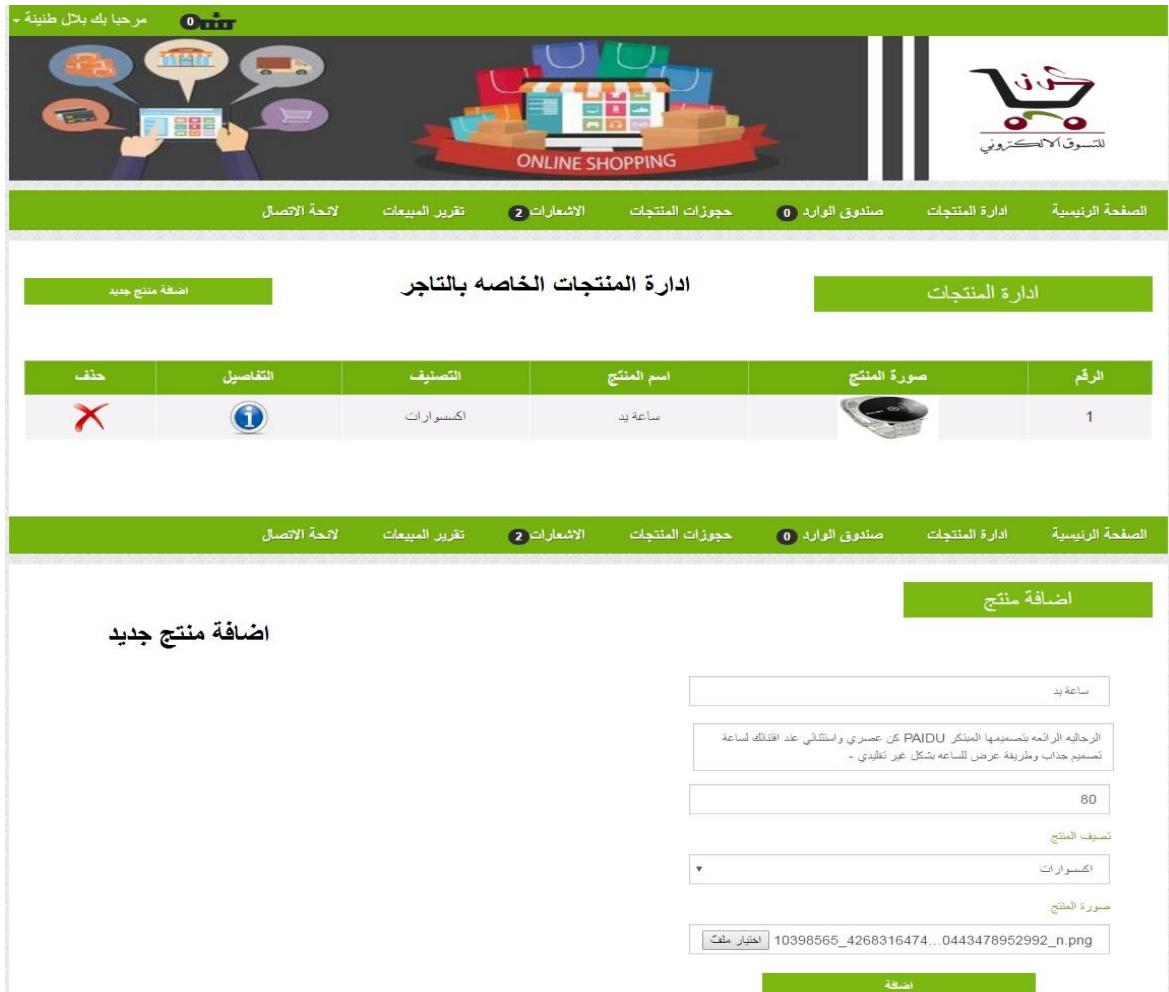 مرحبا بك بلال طنينة
0
ONLINE SHOPPING
للتسوق الالكتروني
الصفحة الرئيسية ادارة المنتجات صندوق الوارد 0 حجوزات المنتجات الاشعارات 2 تقرير المبيعات لائحة الاتصال
ادارة المنتجات
ادارة المنتجات الخاصه بالتاجر
اضافة منتج جديد
الرقم صورة المنتج اسم المنتج التصنيف التفاصيل حذف
1 ساعة يد اكسسوارات
الصفحة الرئيسية ادارة المنتجات صندوق الوارد 0 حجوزات المنتجات الاشعارات 2 تقرير المبيعات لائحة الاتصال
اضافة منتج
اضافة منتج جديد
ساعة يد
الرجاليه الرائعه بتصميمها المبتكر PAIDU كن عصري واستثنائي عند اقتنائك لساعة
تصميم جذاب وطريقة عرض للساعه بشكل غير تقليدي -
80
تصيف المنتج
اكسسوارات
صورة المنتج
اختيار ملفّ 10398565_4268316474...0443478952992_n.png
اضافة